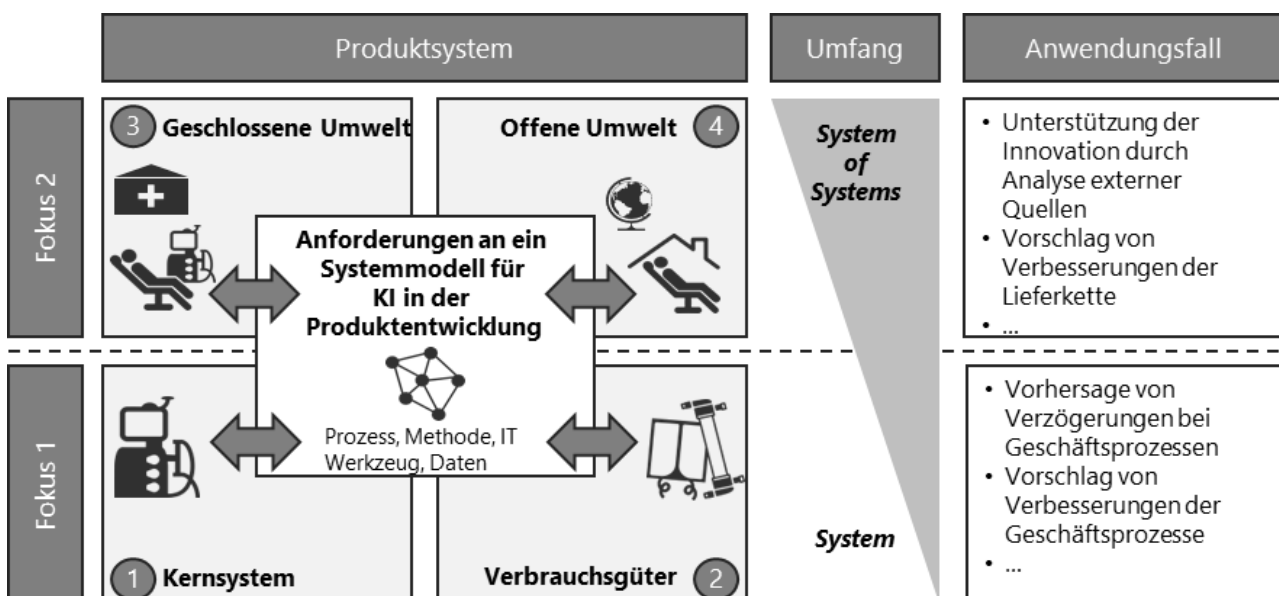 Produktsystem
Umfang
Anwendungsfall
Fokus 2
3 Geschlossene Umwelt
Offene Umwelt 4
System
of
Systems
• Unterstützung der
Innovation durch
Analyse externer
Quellen
• Vorschlag von
Verbesserungen der
Lieferkette
• ...
Anforderungen an ein
Systemmodell für
KI in der
Produktentwicklung
Prozess, Methode, IT
Werkzeug, Daten
Fokus 1
1 Kernsystem
Verbrauchsgüter 2
System
• Vorhersage von
Verzögerungen bei
Geschäftsprozessen
• Vorschlag von
Verbesserungen der
Geschäftsprozesse
• ...